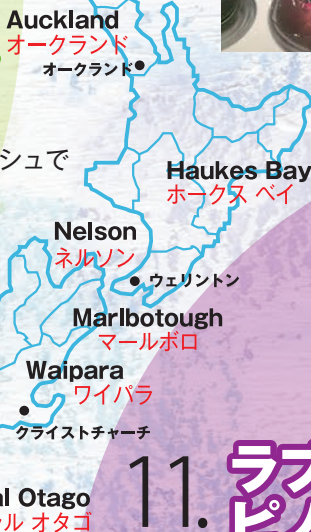 Auckland
オークランド
オークランド
シュで
Haukes Bay
ホークス ベイ
Nelson
ネルソン
ウェリントン
Marlbotough
マールボロ
Waipara
ワイパラ
クライストチャーチ
al Otago
ル オタゴ
11.